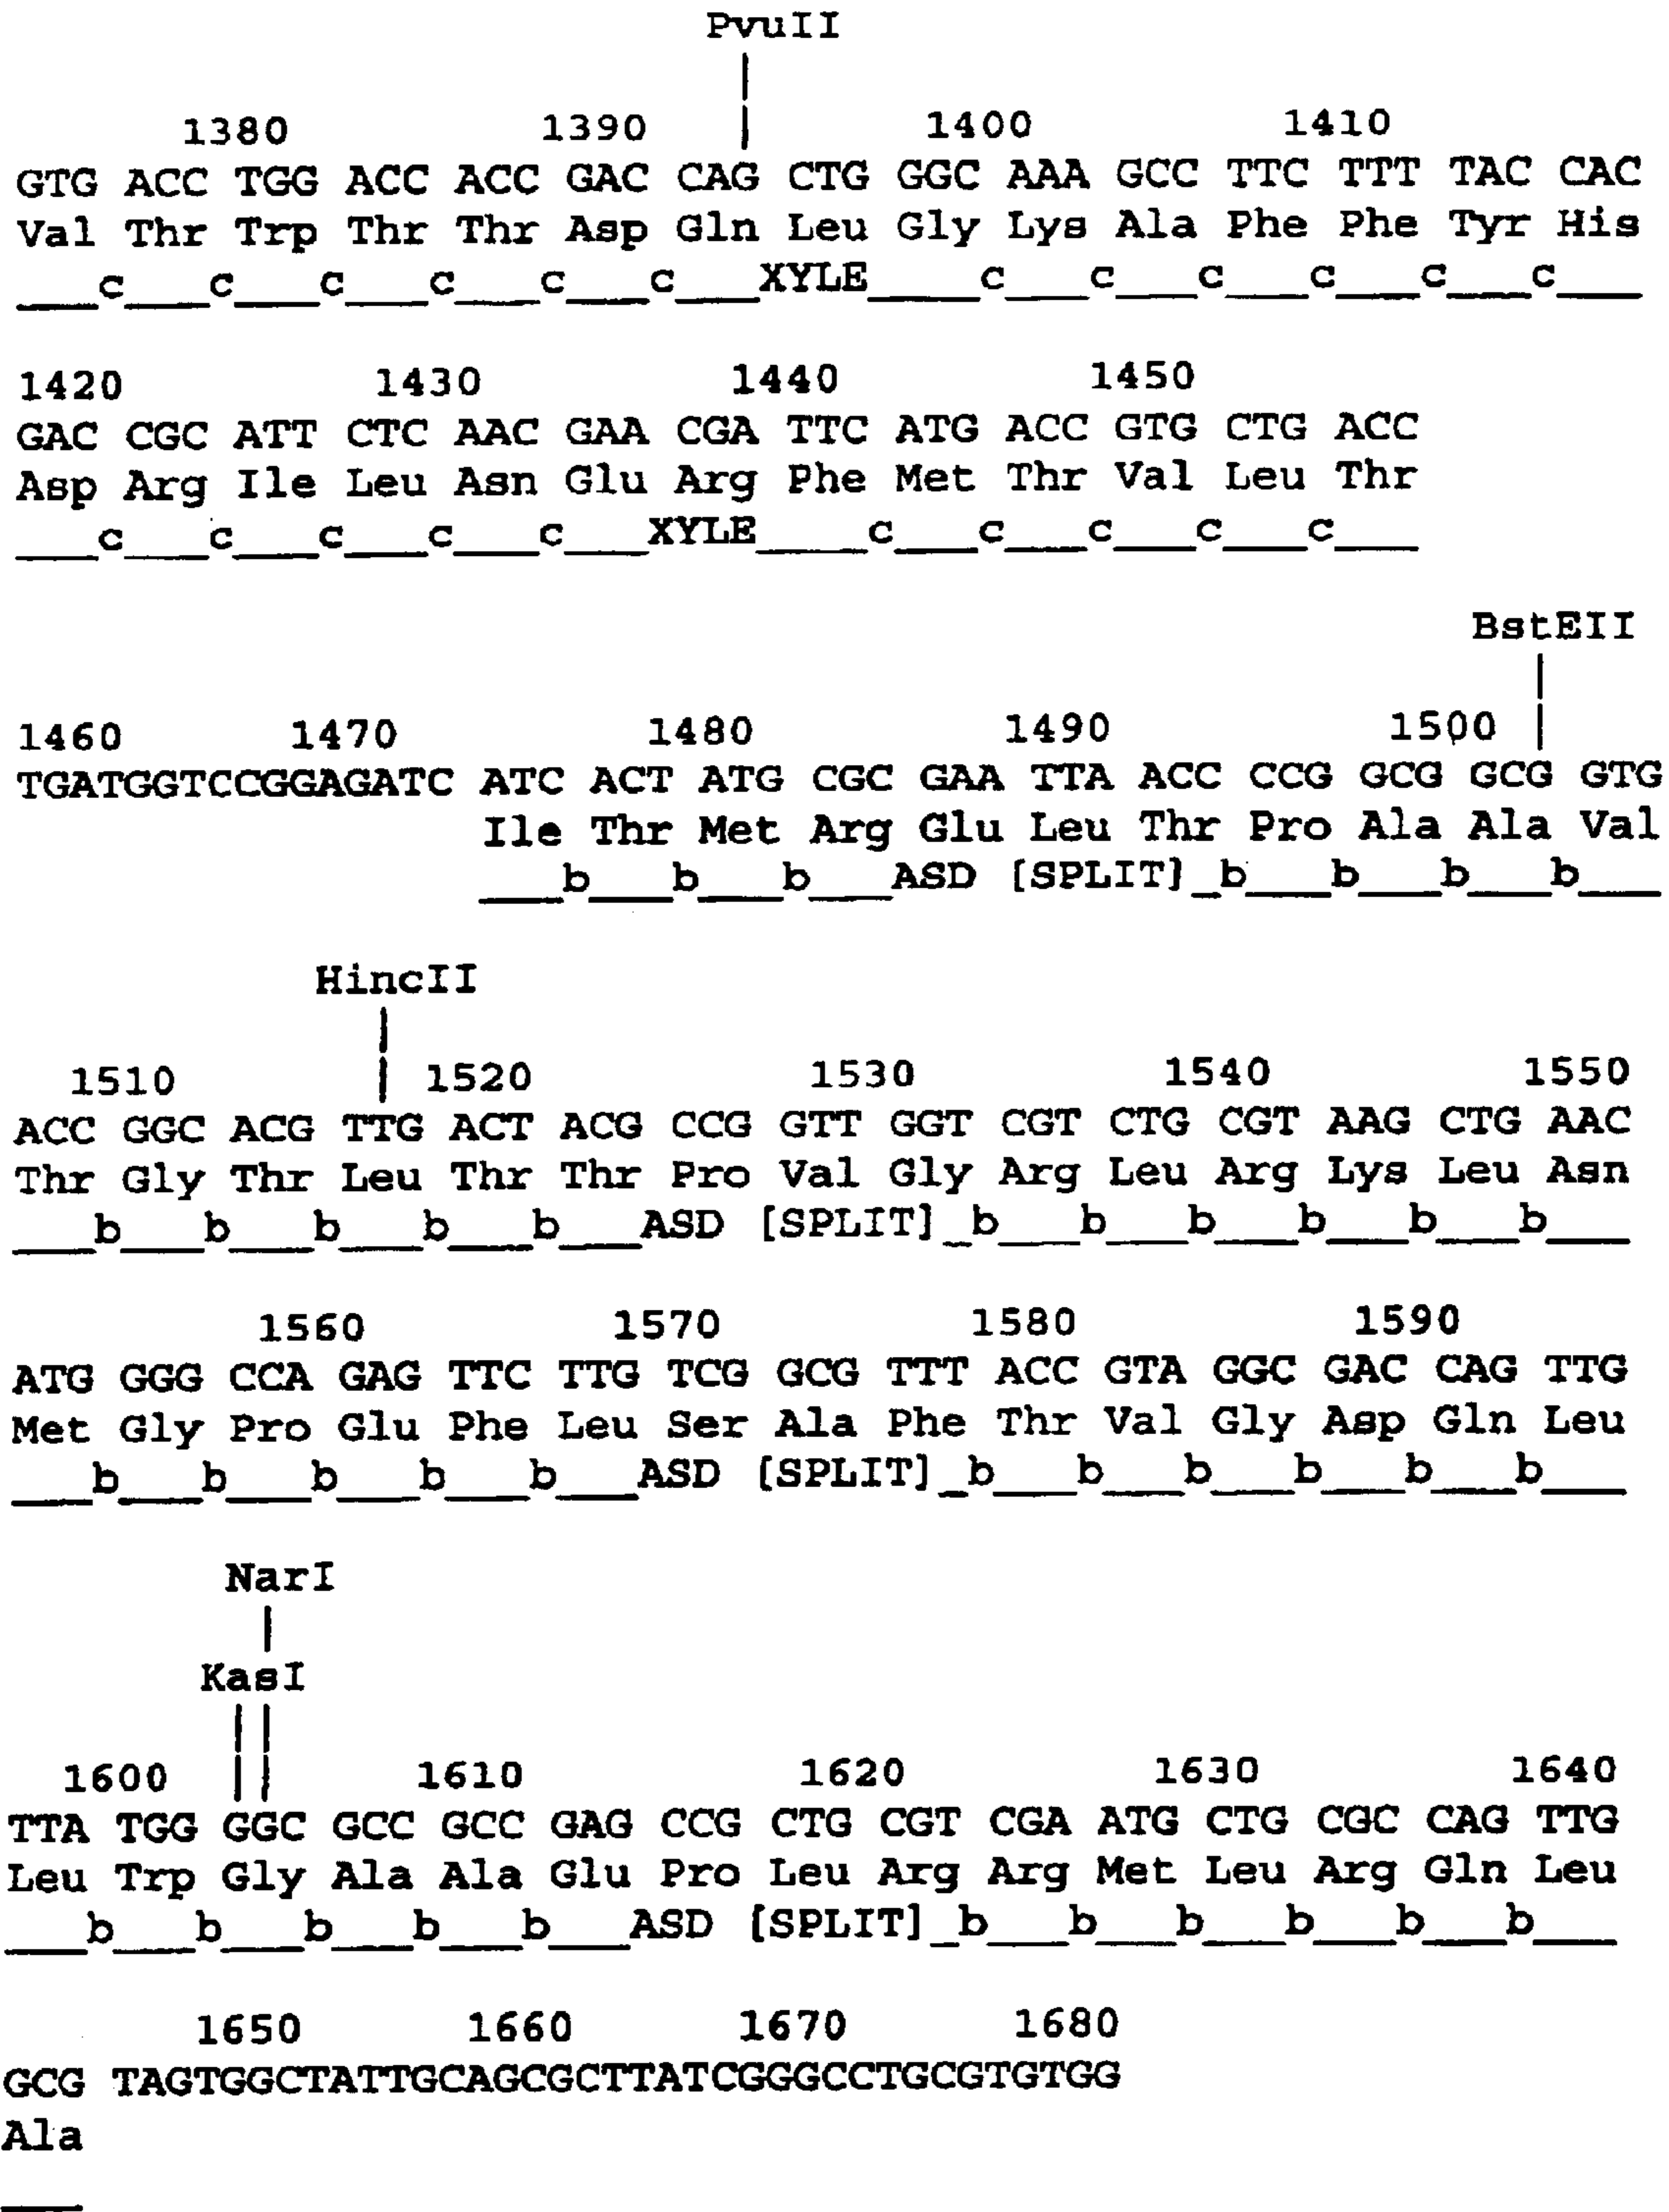 PvuII
1380 1390 1400 1410
GTG ACC TGG ACC ACC GAC CAG CTG GGC AAA GCC TTC TTT TAC CAC
Val Thr Trp Thr Thr Asp Gln Leu Gly Lys Ala Phe Phe Tyr His
___c____c____c____c____c____c___XYLE____c____c____c____c____c____c___
1420 1430 1440 1450
GAC CGC ATT CTC AAC GAA CGA TTC ATG ACC GTG CTG ACC
Asp Arg Ile Leu Asn Glu Arg Phe Met Thr Val Leu Thr
___c____c____c____c____c___XYLE____c____c____c____c____c___
BstEII
1460 1470 1480 1490 1500
TGATGGTCCGGAGATC ATC ACT ATG CGC GAA TTA ACC CCG GCG GCG GTG
Ile Thr Met Arg Glu Leu Thr Pro Ala Ala Val
___b____b____b___ASD [SPLIT]_b____b____b____b___
HincII
1510 1520 1530 1540 1550
ACC GGC ACG TTG ACT ACG CCG GTT GGT CGT CTG CGT AAG CTG AAC
Thr Gly Thr Leu Thr Thr Pro Val Gly Arg Leu Arg Lys Leu Asn
___b____b____b____b____b___ASD [SPLIT]_b____b____b____b____b____b___
1560 1570 1580 1590
ATG GGG CCA GAG TTC TTG TCG GCG TTT ACC GTA GGC GAC CAG TTG
Met Gly Pro Glu Phe Leu Ser Ala Phe Thr Val Gly Asp Gln Leu
___b____b____b____b____b___ASD [SPLIT]_b____b____b____b____b____b___
NarI
KasI
1600 1610 1620 1630 1640
TTA TGG GGC GCC GCC GAG CCG CTG CGT CGA ATG CTG CGC CAG TTG
Leu Trp Gly Ala Ala Glu Pro Leu Arg Arg Met Leu Arg Gln Leu
___b____b____b____b____b___ASD [SPLIT]_b____b____b____b____b____b___
1650 1660 1670 1680
GCG TAGTGGCTATTGCAGCGCTTATCGGGCCTGCGTGTGG
Ala